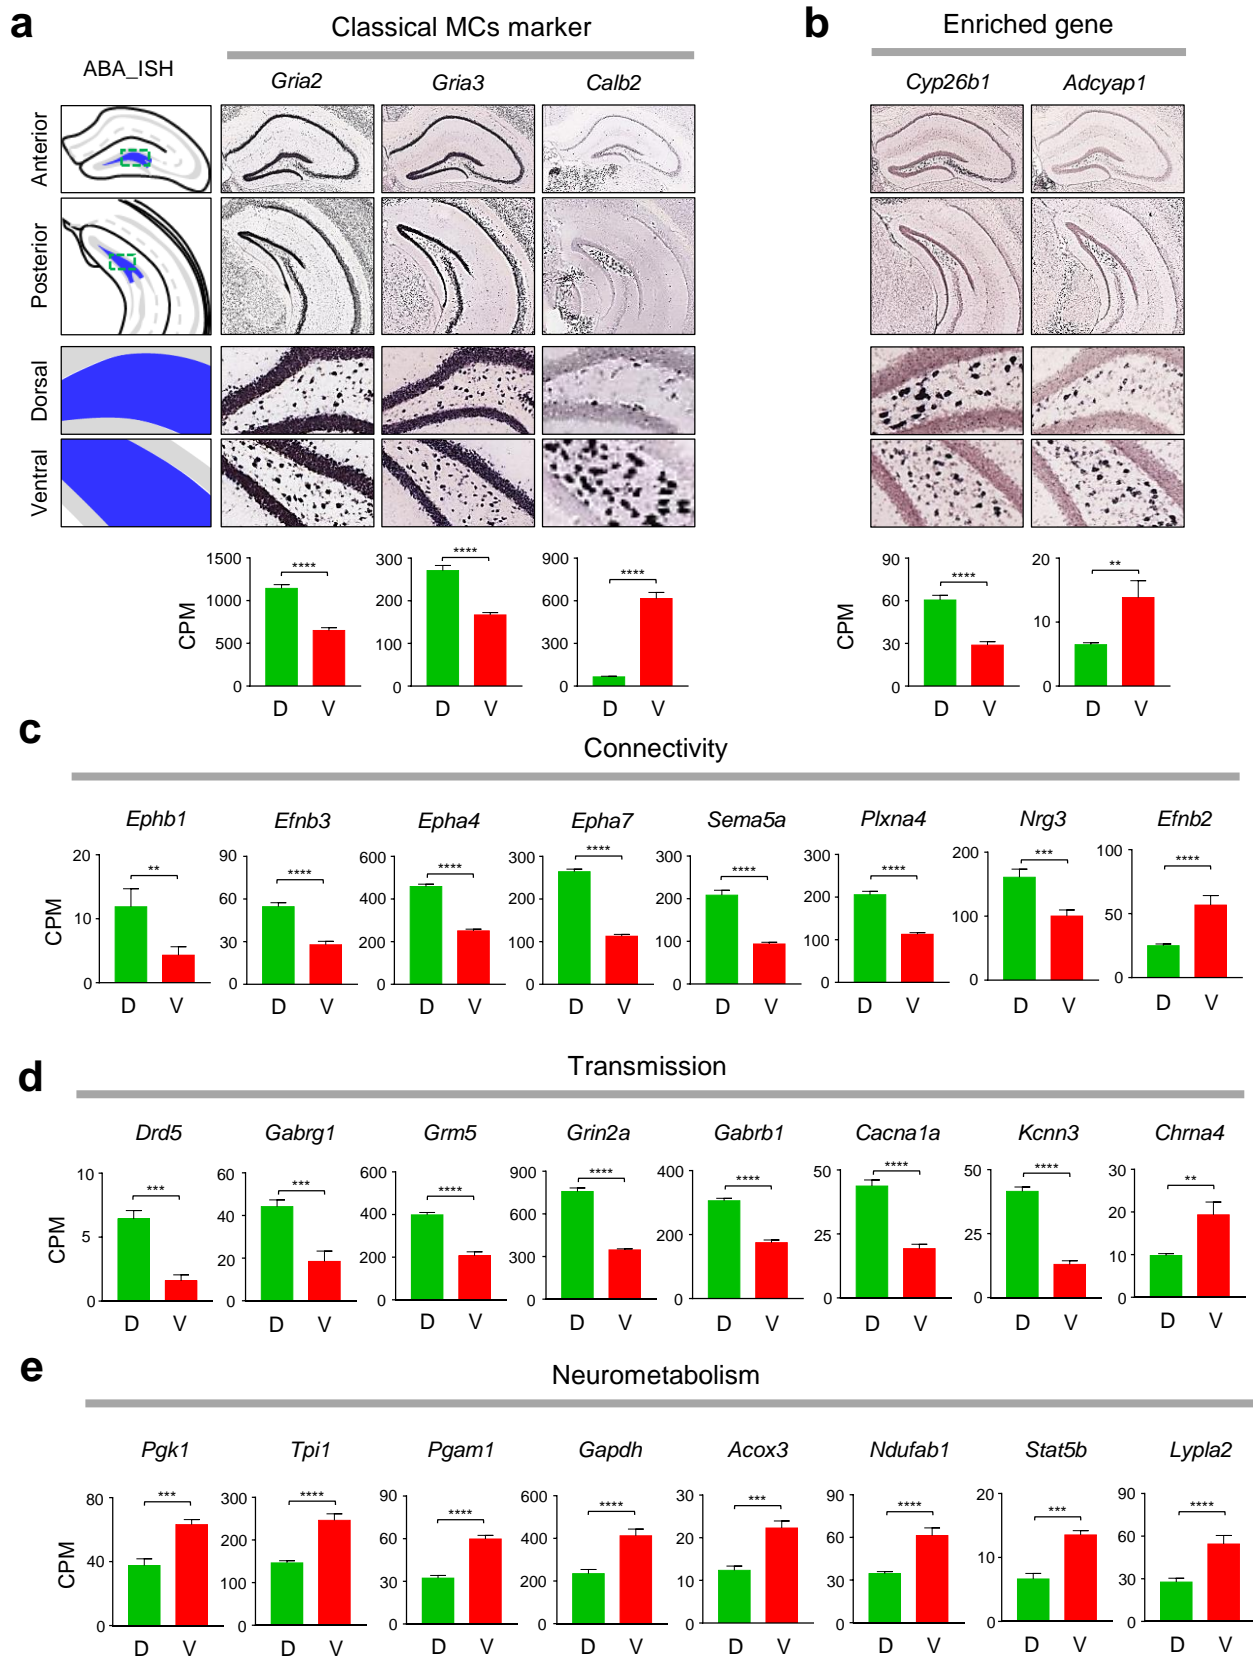 a
Classical MCs marker
ABA_ISH
Gria2
Gria3
Calb2
Anterior
Posterior
Dorsal
Ventral
CPM
1500
1000
500
0
****
D V
300
200
100
0
****
D V
900
600
300
0
****
D V
b
Enriched gene
Cyp26b1
Adcyap1
CPM
90
60
30
0
****
D V
20
10
0
**
D V
c
Connectivity
CPM
Ephb1
20
10
0
**
D V
Efnb3
90
60
30
0
****
D V
Epha4
600
400
200
0
****
D V
Epha7
300
200
100
0
****
D V
Sema5a
300
200
100
0
****
D V
Plxna4
300
200
100
0
****
D V
Nrg3
200
100
0
***
D V
Efnb2
100
50
0
****
D V
d
Transmission
CPM
Drd5
10
5
0
***
D V
Gabrg1
60
40
20
0
***
D V
Grm5
600
400
200
0
****
D V
Grin2a
900
600
300
0
****
D V
Gabrb1
400
200
0
****
D V
Cacna1a
50
25
0
****
D V
Kcnn3
50
25
0
****
D V
Chrna4
30
20
10
0
**
D V
e
Neurometabolism
CPM
Pgk1
80
40
0
***
D V
Tpi1
300
200
100
0
****
D V
Pgam1
90
60
30
0
****
D V
Gapdh
600
400
200
0
****
D V
Acox3
30
20
10
0
***
D V
Ndufab1
90
60
30
0
****
D V
Stat5b
20
10
0
***
D V
Lypla2
90
60
30
0
****
D V